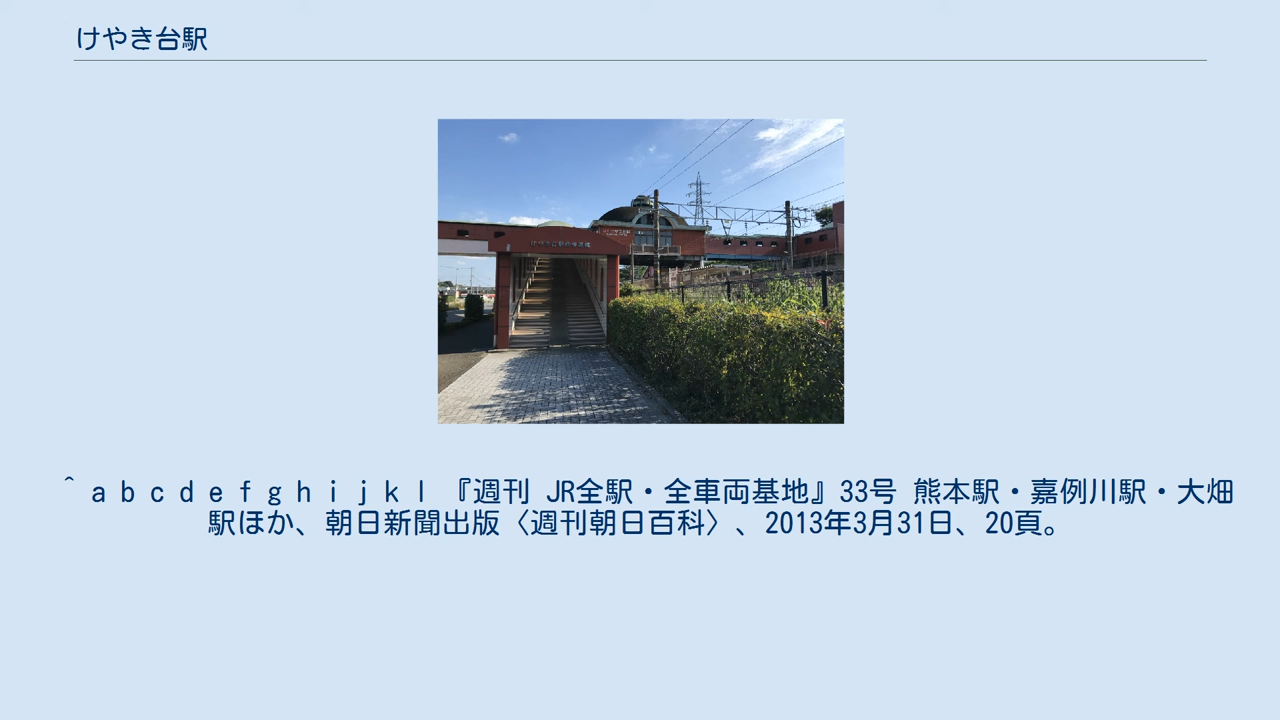 けやき台駅
^ a b c d e f g h i j k l 『週刊 JR全駅・全車両基地』33号 熊本駅・嘉例川駅・大畑
駅ほか、朝日新聞出版〈週刊朝日百科〉、2013年3月31日、20頁。